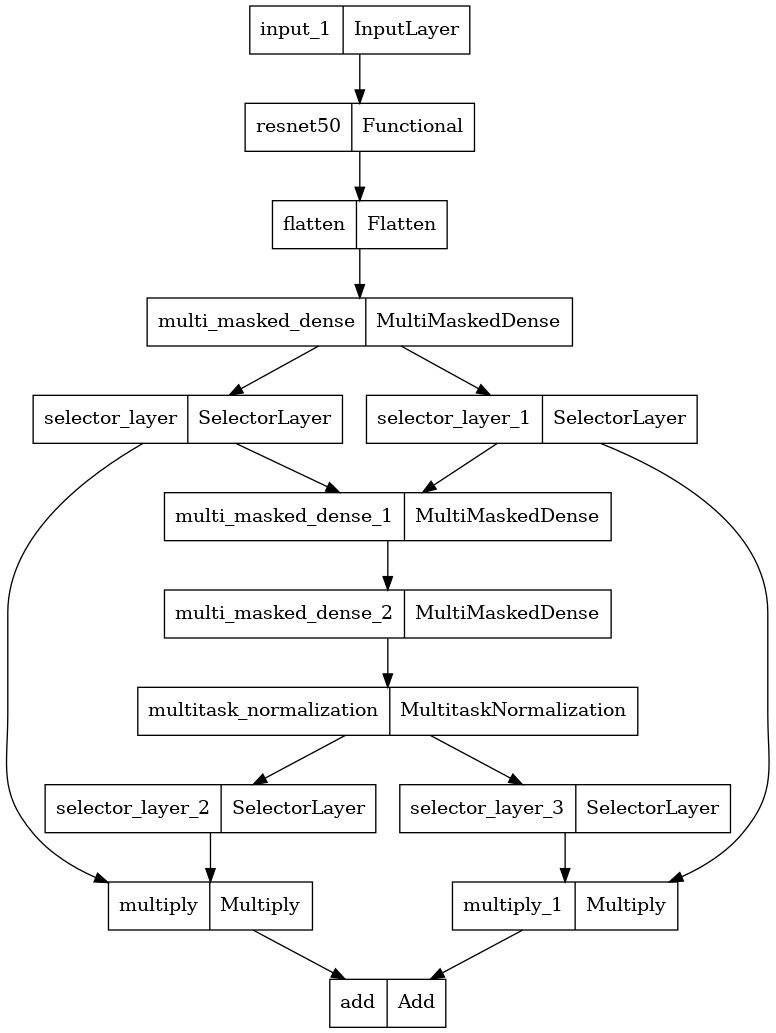 input_1 InputLayer
resnet50 Functional
flatten Flatten
multi_masked_dense MultiMaskedDense
selector_layer SelectorLayer selector_layer_1 SelectorLayer
multi_masked_dense_1 MultiMaskedDense
multi_masked_dense_2 MultiMaskedDense
multitask_normalization MultitaskNormalization
selector_layer_2 SelectorLayer selector_layer_3 SelectorLayer
multiply Multiply multiply_1 Multiply
add Add